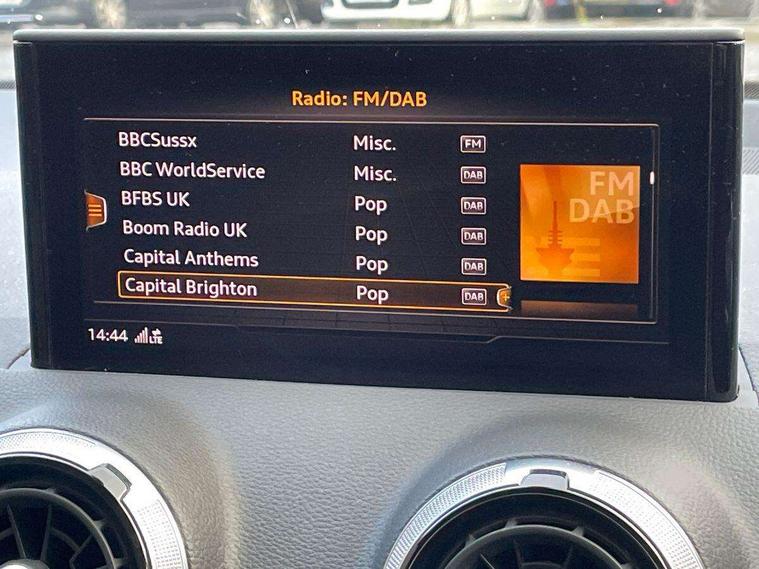 Radio: FM/DAB
BBCSussx Misc. FM
BBC WorldService Misc. DAB
BFBS UK Pop DAB
Boom Radio UK Pop DAB
Capital Anthems Pop DAB
Capital Brighton Pop DAB
FM
DAB
14:44 LTE